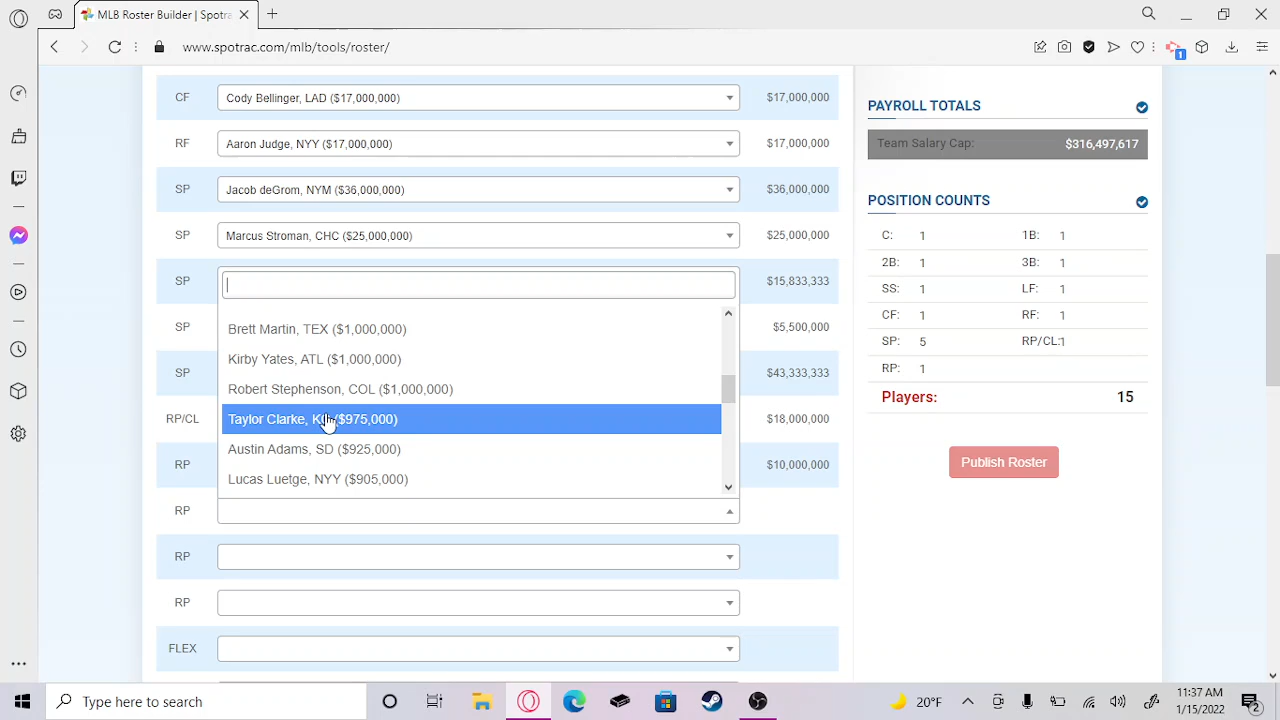 MLB Roster Builder | Spotra
www.spotrac.com/mlb/tools/roster/
1
CF Cody Bellinger, LAD ($17,000,000) $17,000,000
RF Aaron Judge, NYY ($17,000,000) $17,000,000
SP Jacob deGrom, NYM ($36,000,000) $36,000,000
SP Marcus Stroman, CHC ($25,000,000) $25,000,000
SP $15,833,333
Brett Martin, TEX ($1,000,000)
SP $5,500,000
Kirby Yates, ATL ($1,000,000)
SP $43,333,333
Robert Stephenson, COL ($1,000,000)
RP/CL Taylor Clarke, ($975,000) $18,000,000
Austin Adams, SD ($925,000)
RP $10,000,000
Lucas Luetge, NYY ($905,000)
RP
RP
RP
FLEX
PAYROLL TOTALS
Team Salary Cap: $316,497,617
POSITION COUNTS
C: 1 1B: 1
2B: 1 3B: 1
SS: 1 LF: 1
CF: 1 RF: 1
SP: 5 RP/CL: 1
RP: 1
Players: 15
Publish Roster
Type here to search
20°F
11:37 AM
1/15/2022
2